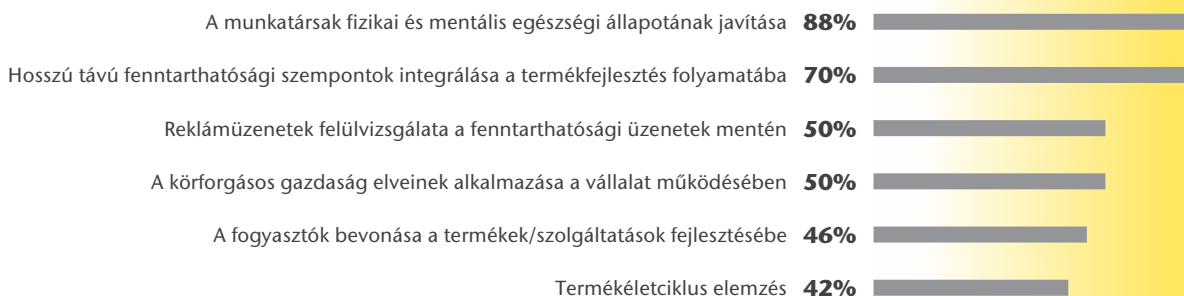 A munkatársak fizikai és mentális egészségi állapotának javítása 88%
Hosszú távú fenntarthatósági szempontok integrálása a termékfejlesztés folyamatába 70%
Reklámüzenetek felülvizsgálata a fenntarthatósági üzenetek mentén 50%
A körforgásos gazdaság elveinek alkalmazása a vállalat működésében 50%
A fogyasztók bevonása a termékek/szolgáltatások fejlesztésébe 46%
Termékéletciklus elemzés 42%